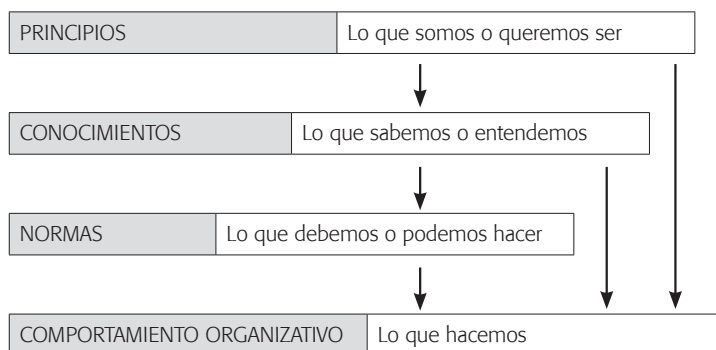 PRINCIPIOS Lo que somos o queremos ser
CONOCIMIENTOS Lo que sabemos o entendemos
NORMAS Lo que debemos o podemos hacer
COMPORTAMIENTO ORGANIZATIVO Lo que hacemos